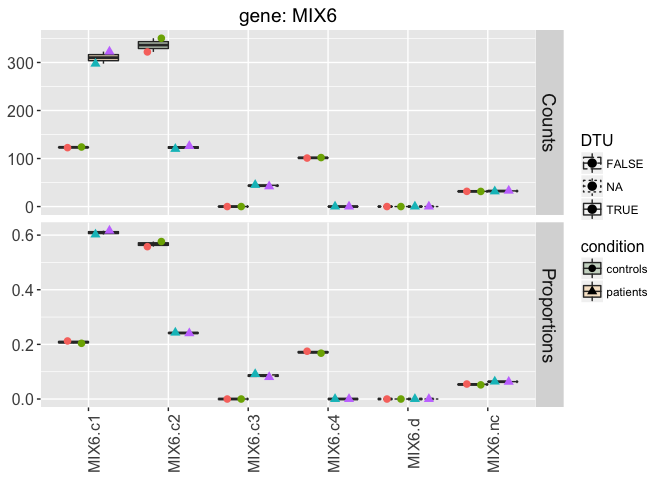 gene: MIX6
300
200
100
0
Counts
0.6
0.4
0.2
0.0
Proportions
MIX6.c1
MIX6.c2
MIX6.c3
MIX6.c4
MIX6.d
MIX6.nc
DTU
FALSE
NA
TRUE
condition
controls
patients